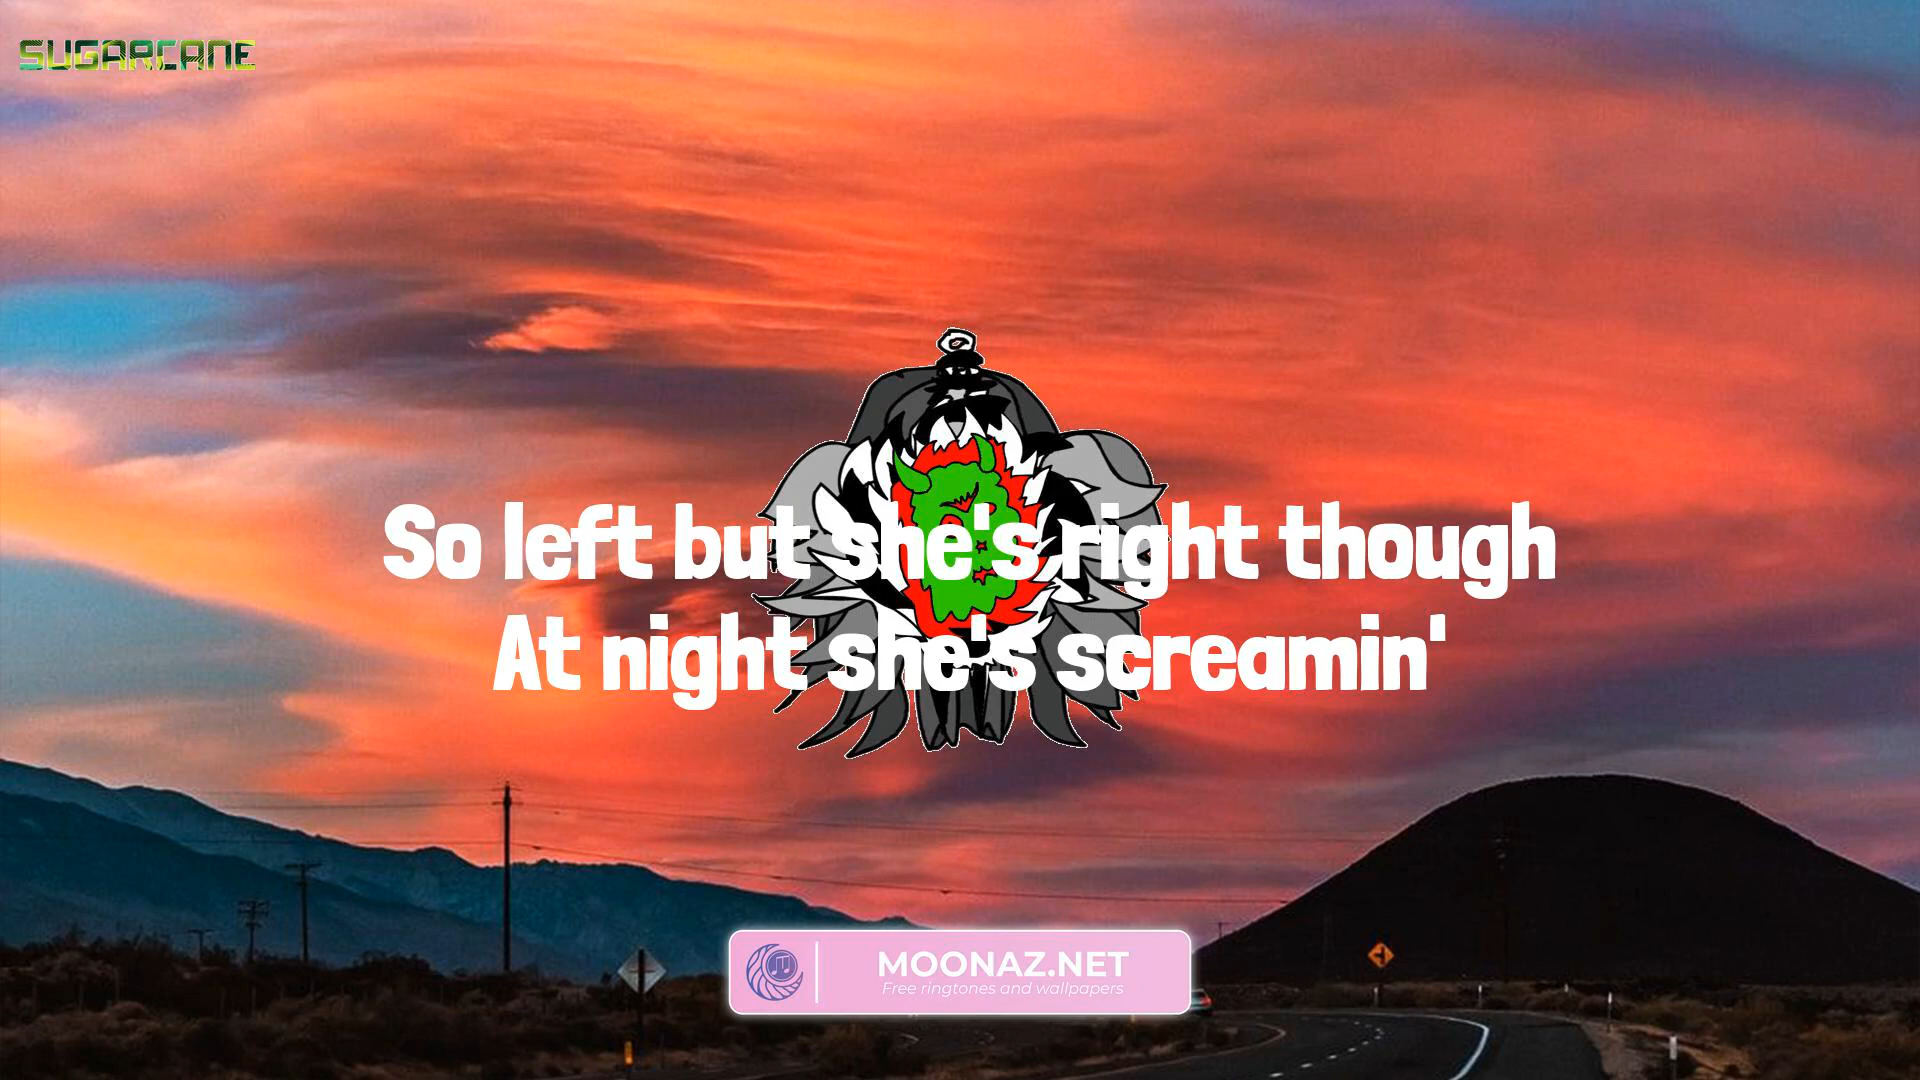 SUGARCANE
So left but she's right though
At night she's screamin'
MOONAZ.NET
Free ringtones and wallpapers